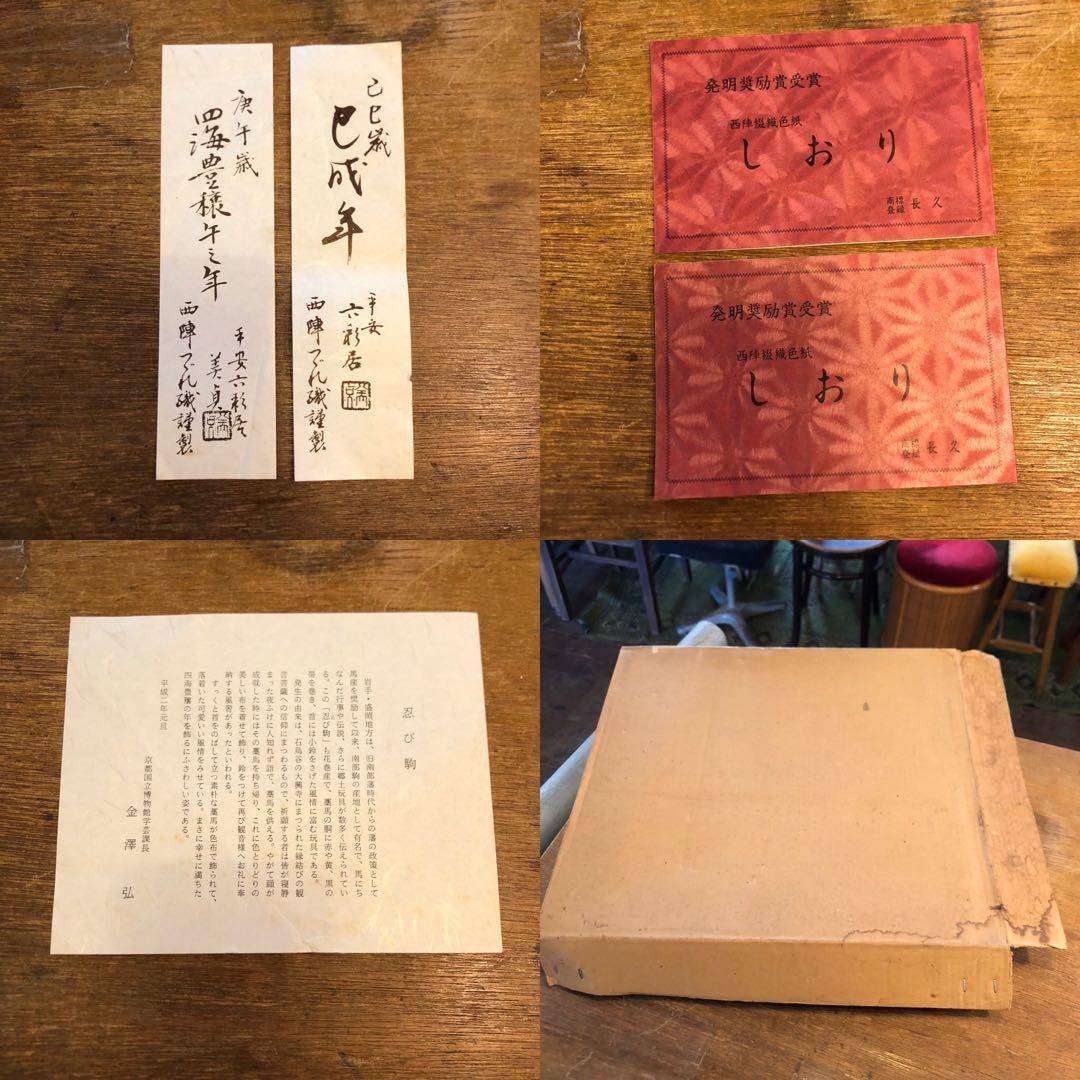 庚午歳
四海豊穣午之年
平安六彩居
美貞
西陣つづれ織謹製
己巳歳
巳成年
平安
六彩居
西陣つづれ織謹製
発明奨励賞受賞
西陣綴織色紙
しおり
商標登録 長久
発明奨励賞受賞
西陣綴織色紙
しおり
商標登録 長久
忍び駒
岩手・盛岡地方は、旧南部藩時代からの藩の政策として
馬産を奨励して以来、南部駒の産地として有名で、馬にち
なんだ行事や伝説、さらに郷土玩具が数多く伝えられてい
る。この「忍び駒」も花巻産で、藁馬の胴に赤や黄、黒の
帯を巻き、首には小鈴をさげた風情に富む玩具である。
発生の由来は、石鳥谷の大興寺にまつられた縁結びの観
音菩薩への信仰にまつわるもので、祈願する者は皆が寝静
まった夜ふけに人知れず詣で、藁馬を供える。やがて願が
成就した時にはその藁馬を持ち帰り、これに色とりどりの
美しい布を着せて飾り、鈴をつけて再び観音様へお礼に奉
納する風習があったといわれる。
すっくと首をのばして立つ素朴な藁馬が色布で飾られて、
落着いた可愛いい風情をみせている。まさに幸せに満ちた
四海豊穣の年を飾るにふさわしい姿である。
平成二年元旦
京都国立博物館学芸課長
金澤弘